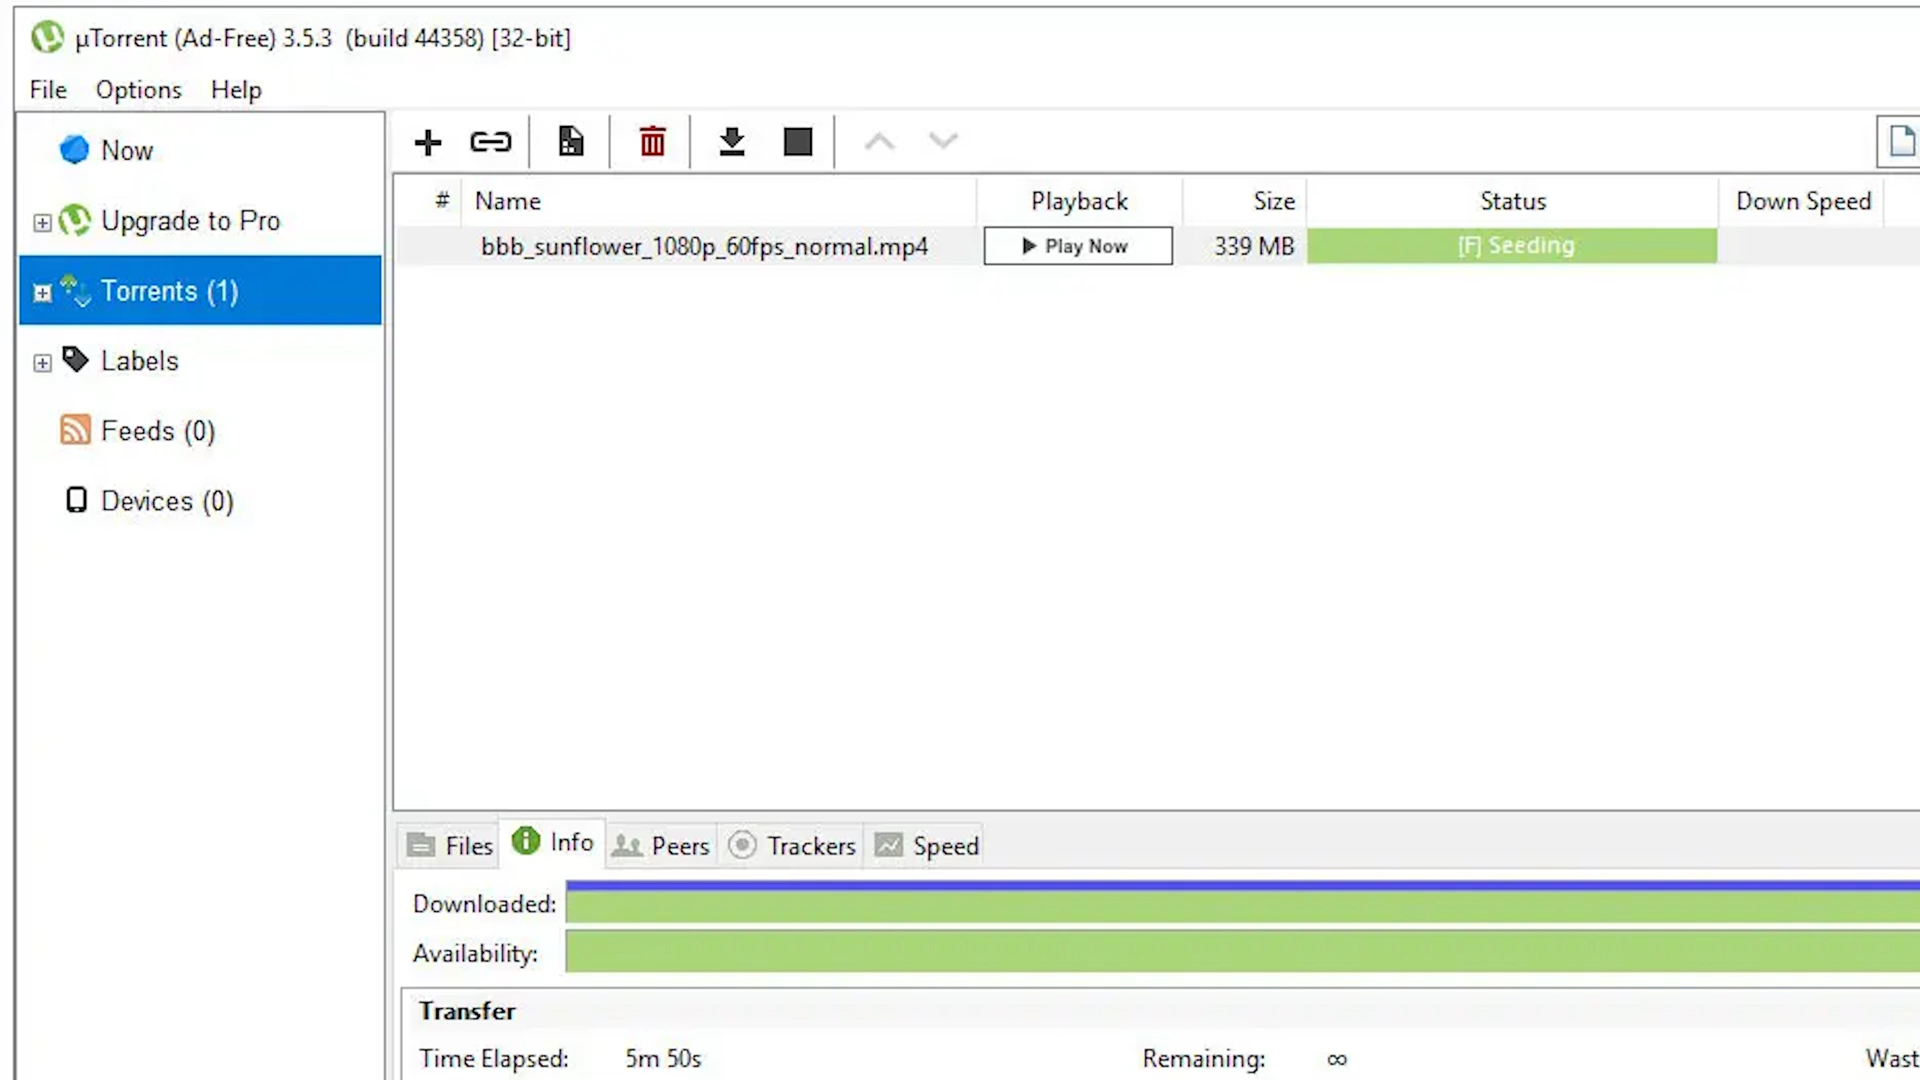 µTorrent (Ad-Free) 3.5.3 (build 44358) [32-bit]
File Options Help
Now
Upgrade to Pro
Torrents (1)
Labels
Feeds (0)
Devices (0)
# Name Playback Size Status Down Speed
bbb_sunflower_1080p_60fps_normal.mp4 Play Now 339 MB [F] Seeding
Files Info Peers Trackers Speed
Downloaded:
Availability:
Transfer
Time Elapsed: 5m 50s Remaining: ∞ Wast